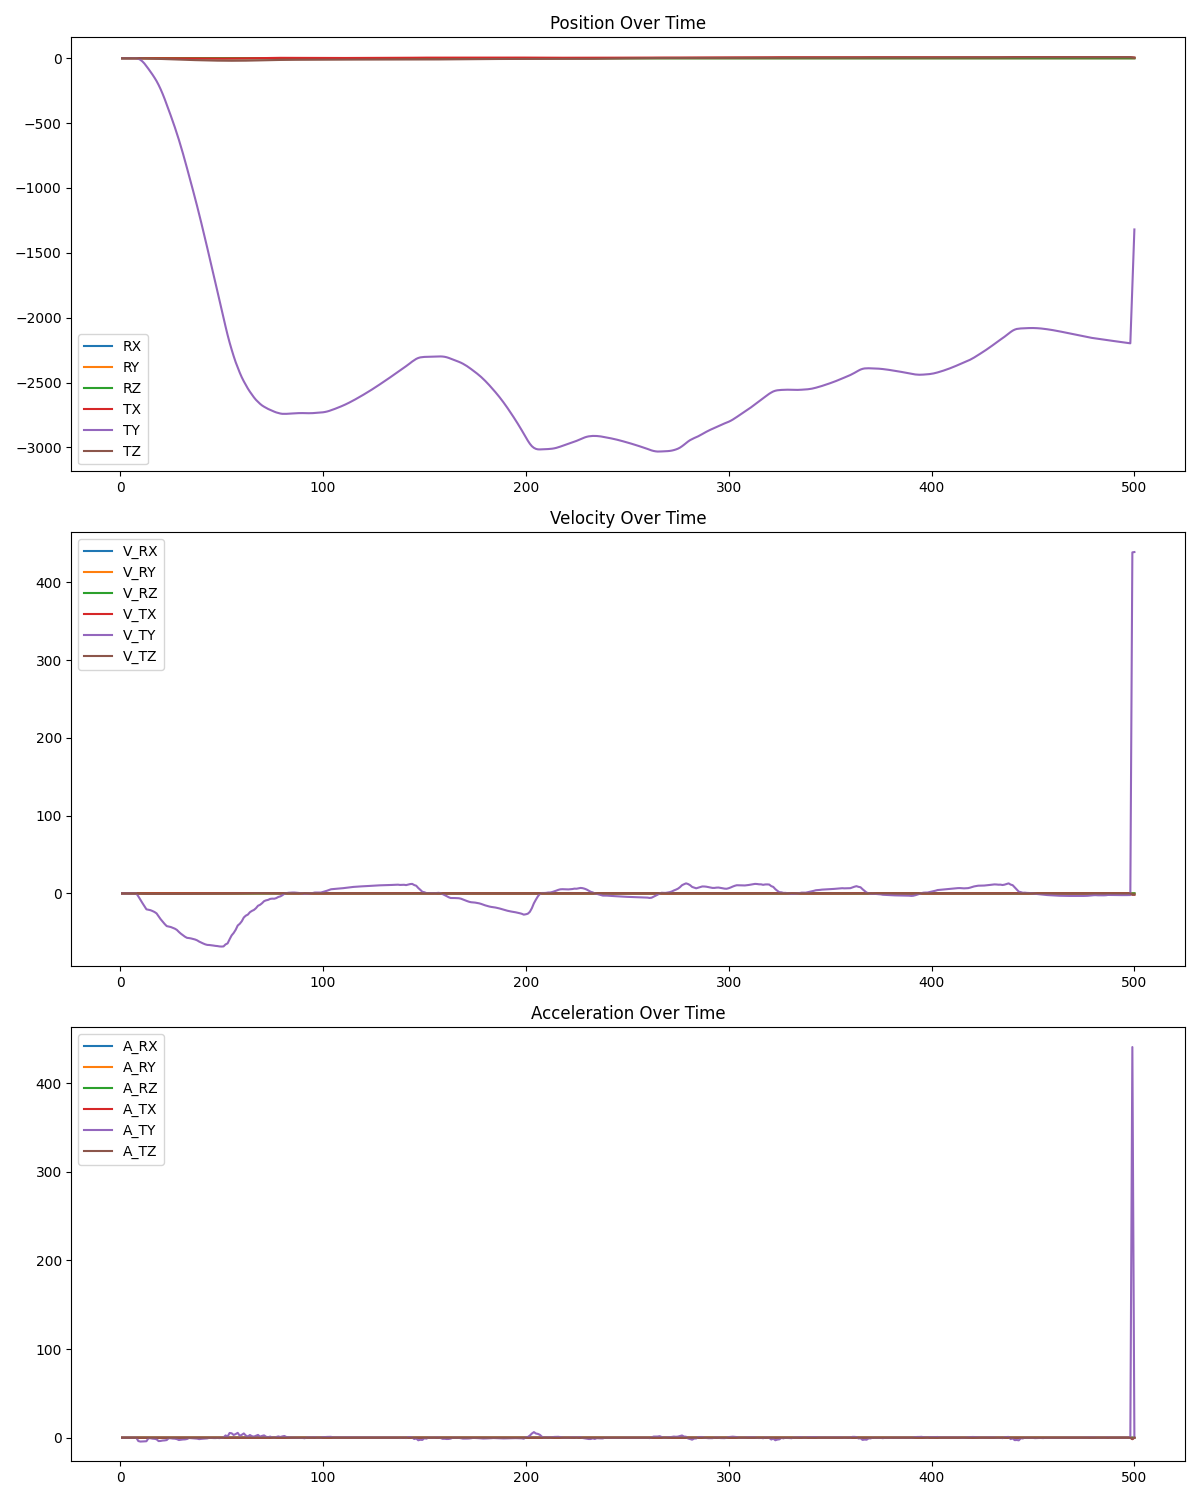 Position Over Time
0
−500
−1000
−1500
−2000
−2500
−3000
RX
RY
RZ
TX
TY
TZ
0 100 200 300 400 500
Velocity Over Time
400
300
200
100
0
V_RX
V_RY
V_RZ
V_TX
V_TY
V_TZ
0 100 200 300 400 500
Acceleration Over Time
400
300
200
100
0
A_RX
A_RY
A_RZ
A_TX
A_TY
A_TZ
0 100 200 300 400 500